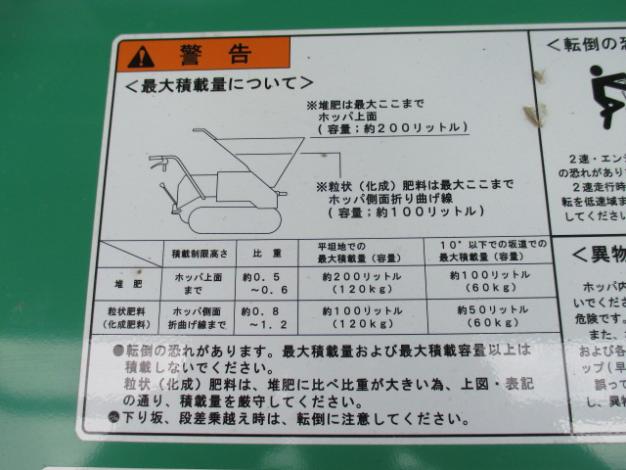 警告
＜最大積載量について＞
※堆肥は最大ここまで
ホッパ上面
（容量；約２００リットル）
※粒状（化成）肥料は最大ここまで
ホッパ側面折り曲げ線
（容量；約１００リットル）
積載制限高さ 比重 平坦地での最大積載量（容量） １０°以下での坂道での最大積載量（容量）
堆肥 ホッパ上面まで 約０.５～０.６ 約２００リットル（１２０ｋｇ） 約１００リットル（６０ｋｇ）
粒状肥料（化成肥料） ホッパ側面折曲げ線まで 約０.８～１.２ 約１００リットル（１２０ｋｇ） 約５０リットル（６０ｋｇ）
●転倒の恐れがあります。最大積載量および最大積載容量以上は
積載しないでください。
粒状（化成）肥料は、堆肥に比べ比重が大きい為、上図・表記
の通り、積載量を厳守してください。
●下り坂、段差乗越え時は、転倒に注意してください。
＜転倒の恐
２速・エンジ
の恐れがあり
２速走行時
転を低速域ま
してください
＜異物
ホッパ内
いでくださ
危険です。
また、
および各
ップ（早
誤って
し、異物